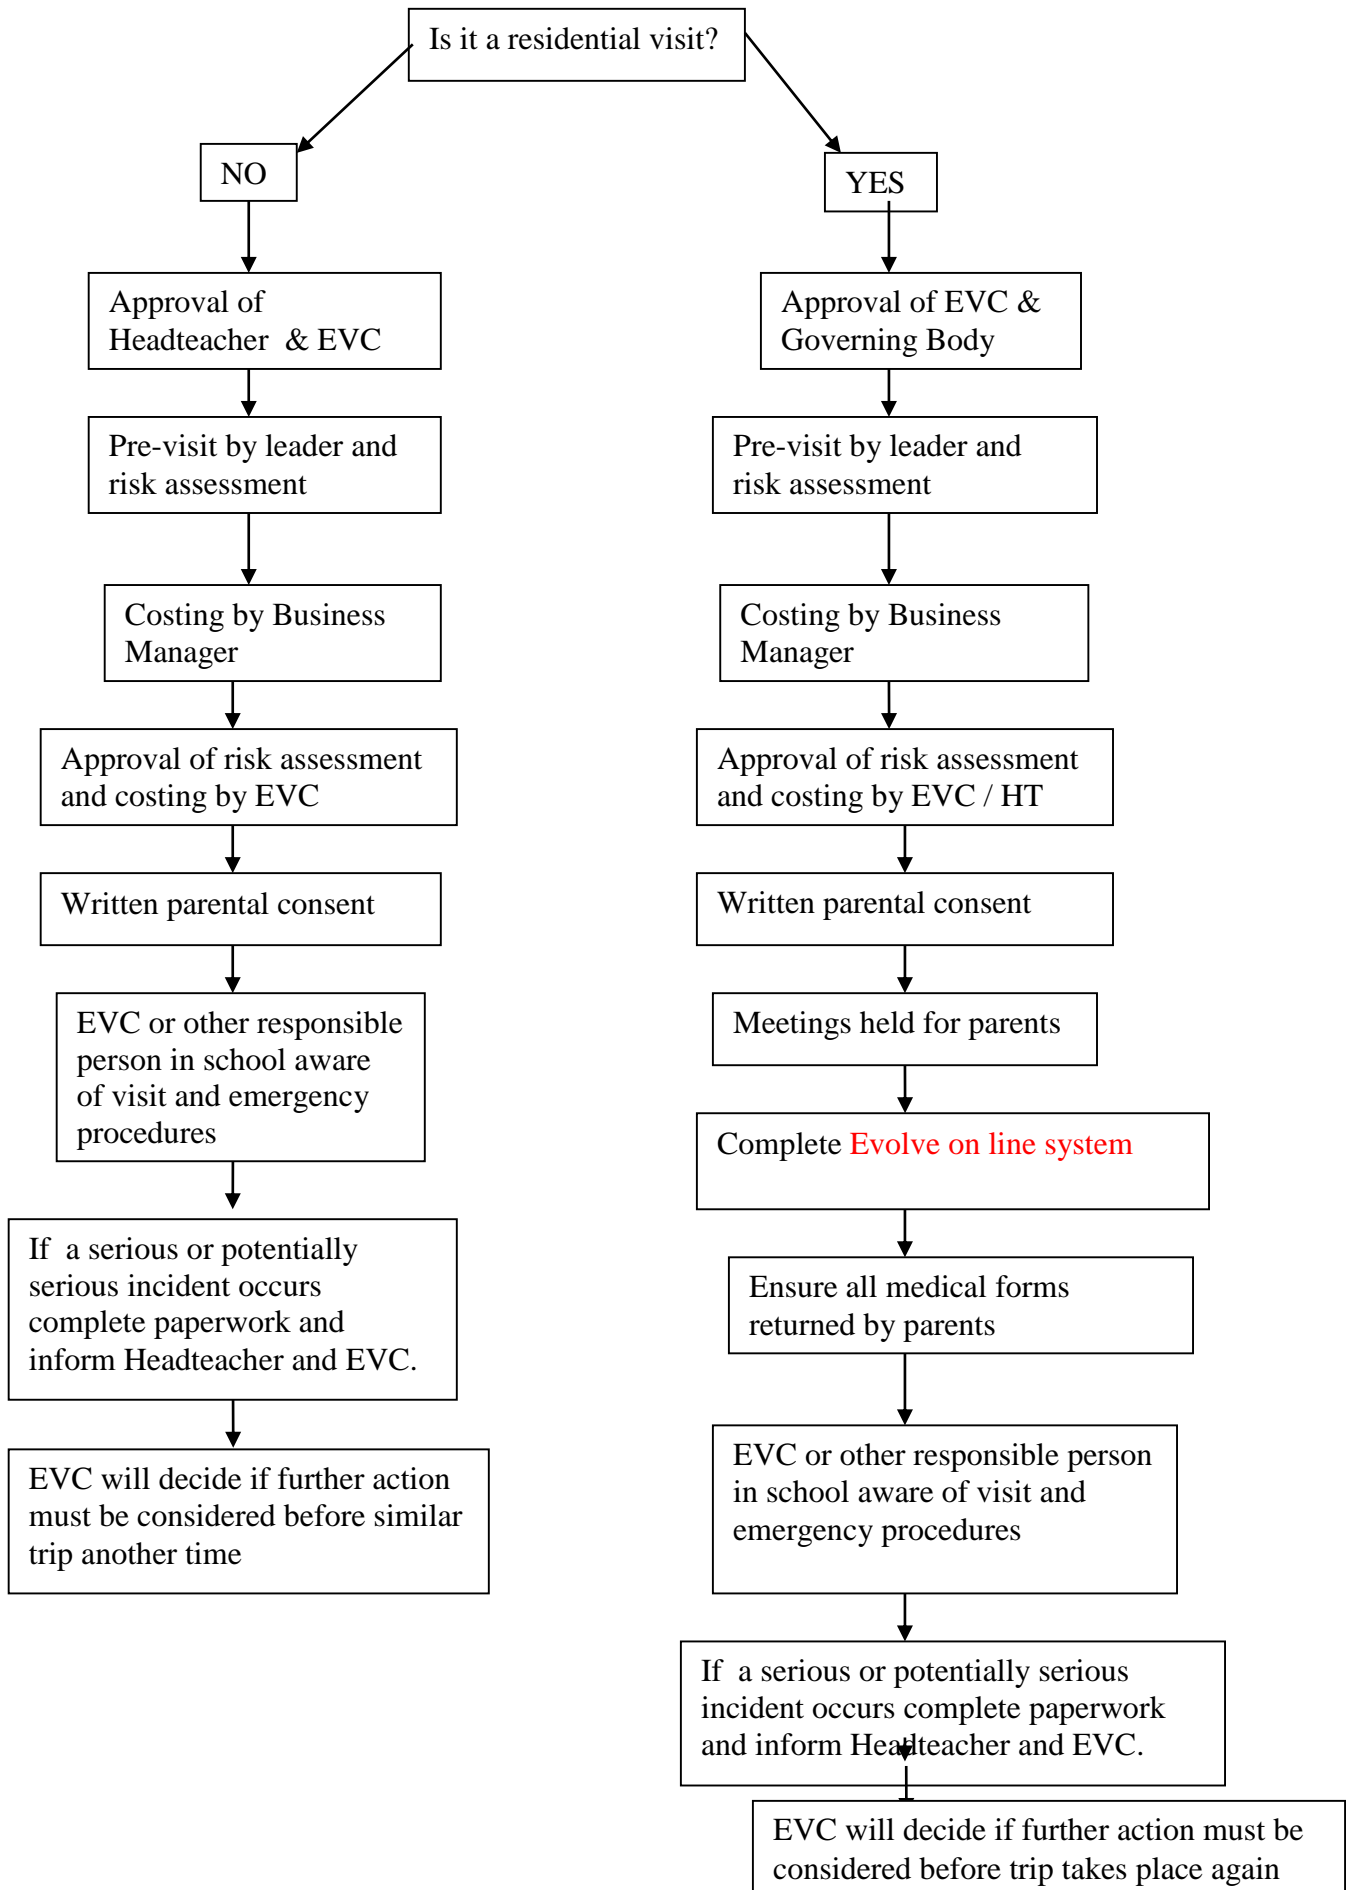 Is it a residential visit?
NO
Approval of
Headteacher  & EVC
Pre-visit by leader and
risk assessment
Costing by Business
Manager
Approval of risk assessment
and costing by EVC
Written parental consent
EVC or other responsible
person in school aware
of visit and emergency
procedures
If  a serious or potentially
serious incident occurs
complete paperwork and
inform Headteacher and EVC.
EVC will decide if further action
must be considered before similar
trip another time
YES
Approval of EVC &
Governing Body
Pre-visit by leader and
risk assessment
Costing by Business
Manager
Approval of risk assessment
and costing by EVC / HT
Written parental consent
Meetings held for parents
Complete Evolve on line system
Ensure all medical forms
returned by parents
EVC or other responsible person
in school aware of visit and
emergency procedures
If  a serious or potentially serious
incident occurs complete paperwork
and inform Headteacher and EVC.
EVC will decide if further action must be
considered before trip takes place again